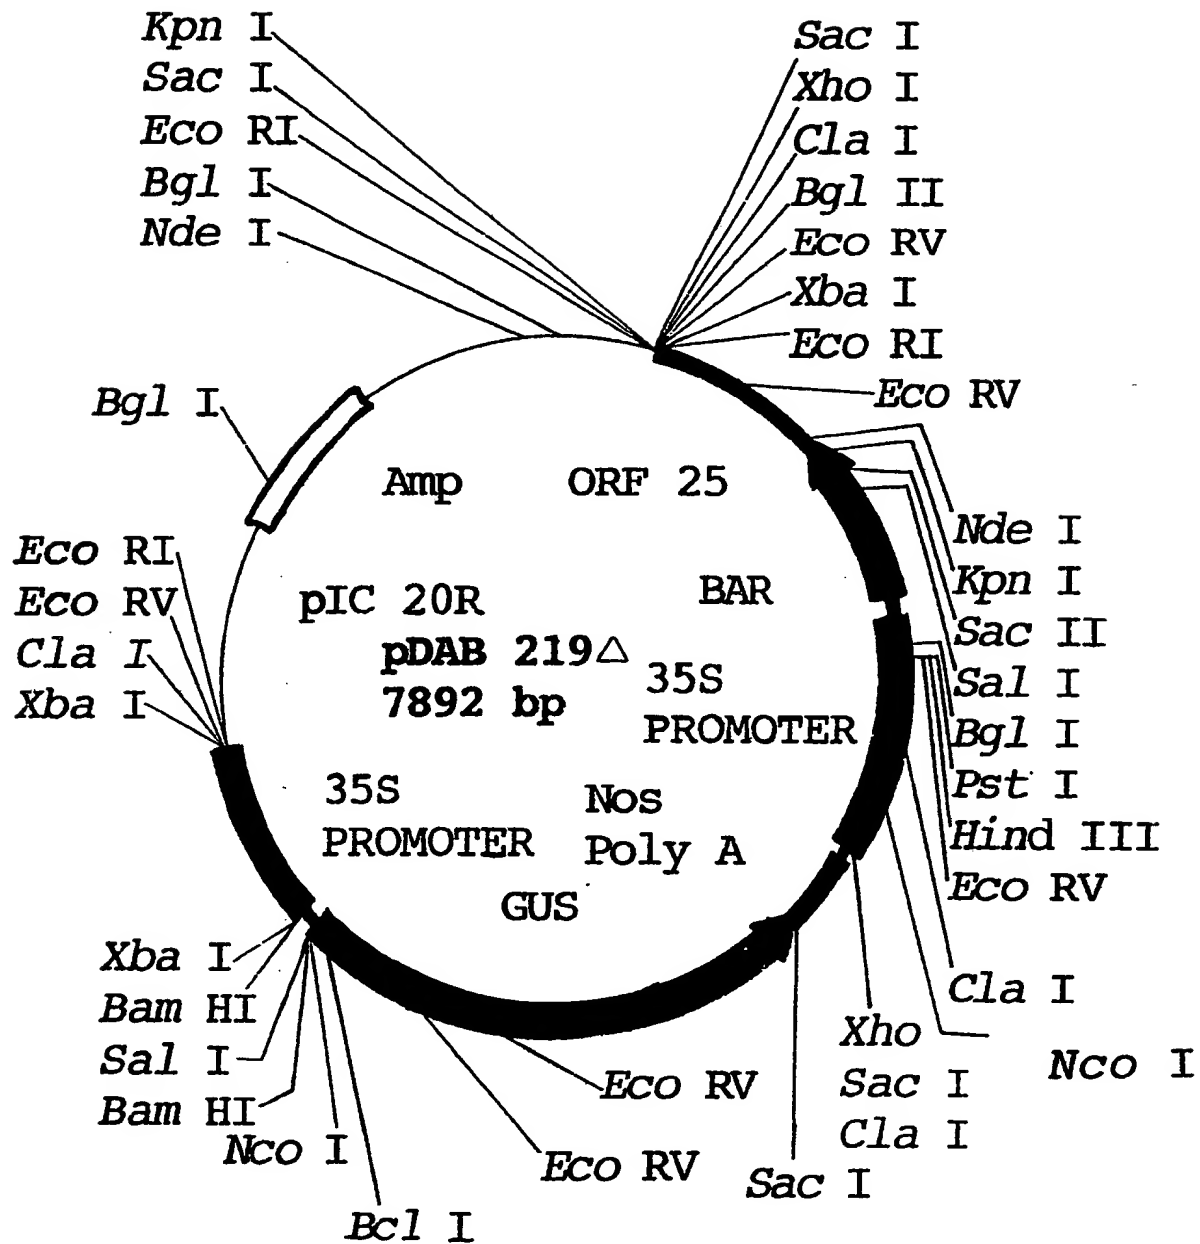 Kpn I
Sac I
Eco RI
Bgl I
Nde I
Sac I
Xho I
Cla I
Bgl II
Eco RV
Xba I
Eco RI
Eco RV
Bgl I
Amp
ORF 25
Nde I
Kpn I
Sac II
Sal I
Bgl I
Pst I
Hind III
Eco RV
Eco RI
Eco RV
Cla I
Xba I
pIC 20R
pDAB 219△
7892 bp
BAR
35S
PROMOTER
35S
PROMOTER
Nos
Poly A
GUS
Xba I
Bam HI
Sal I
Bam HI
Nco I
Bcl I
Eco RV
Eco RV
Sac I
Xho
Sac I
Cla I
Cla I
Nco I